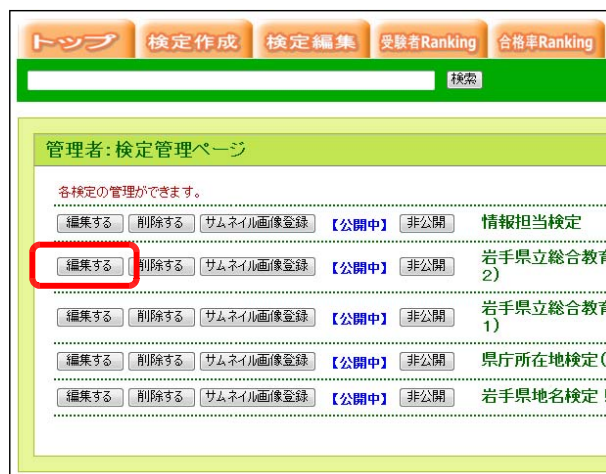 トップ 検定作成 検定編集 受験者Ranking 合格率Ranking
検索
管理者:検定管理ページ
各検定の管理ができます。
編集する 削除する サムネイル画像登録 【公開中】 非公開 情報担当検定
編集する 削除する サムネイル画像登録 【公開中】 非公開 岩手県立総合教育
2)
編集する 削除する サムネイル画像登録 【公開中】 非公開 岩手県立総合教育
1)
編集する 削除する サムネイル画像登録 【公開中】 非公開 県庁所在地検定(
編集する 削除する サムネイル画像登録 【公開中】 非公開 岩手県地名検定!